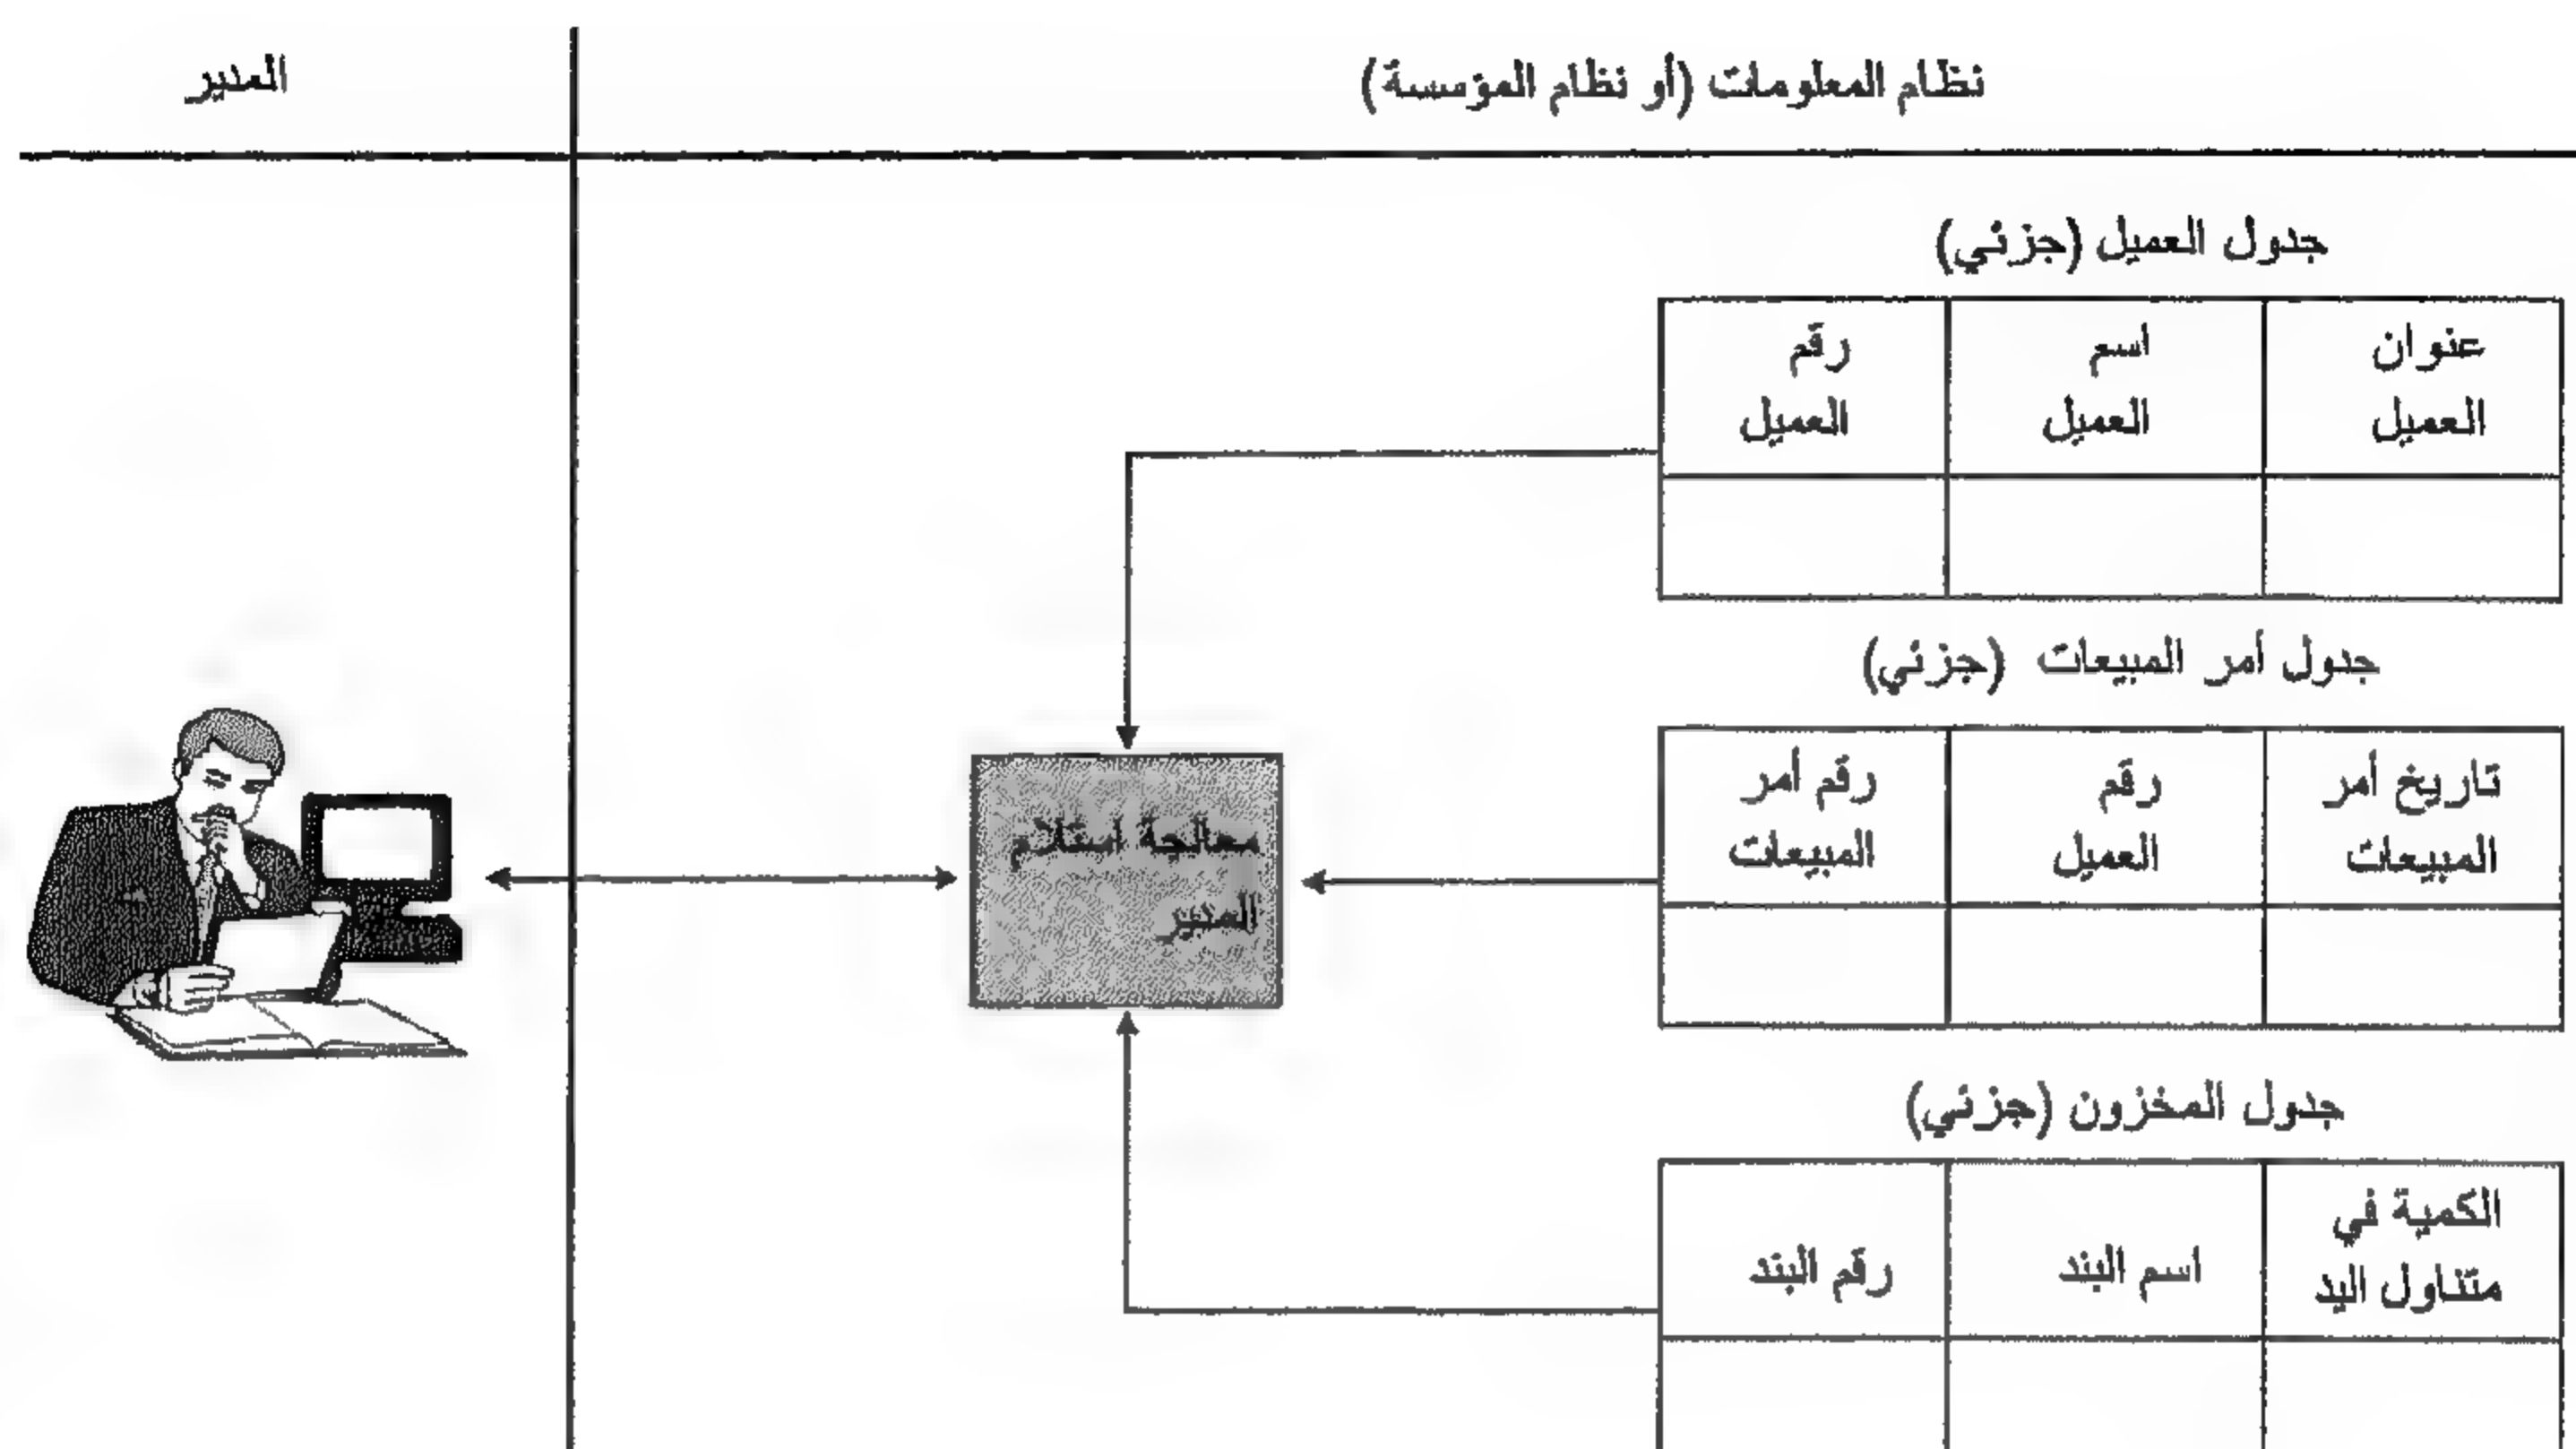 نظام المعلومات (أو نظام المؤسسة)
المدير
جدول العميل (جزئي)
عنوان
العميل
اسم
العميل
رقم
العميل
جدول أمر المبيعات (جزئي)
تاريخ أمر
المبيعات
رقم
العميل
رقم أمر
المبيعات
معالجة استلام
المدير
جدول المخزون (جزئي)
الكمية في
متناول اليد
اسم البند
رقم البند